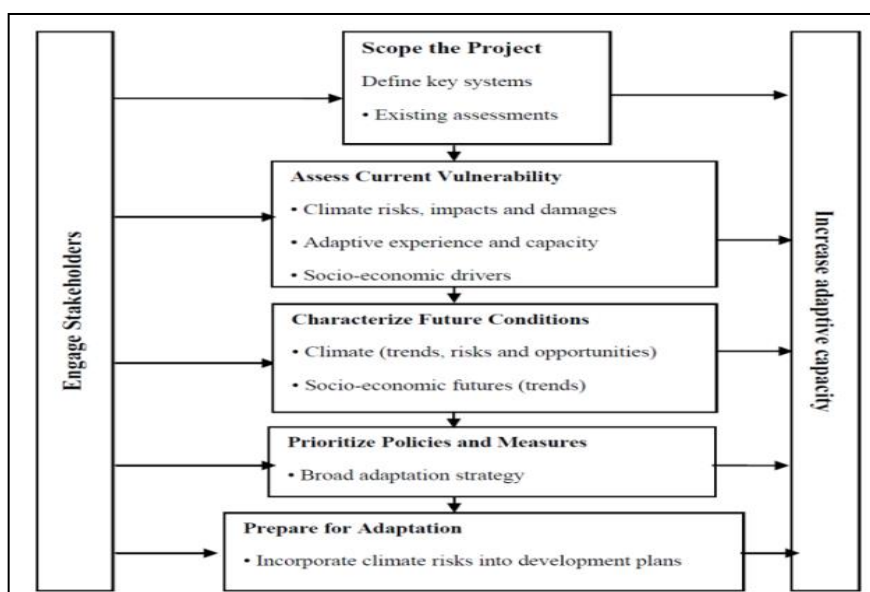 Engage Stakeholders
Scope the Project
Define key systems
• Existing assessments
Assess Current Vulnerability
• Climate risks, impacts and damages
• Adaptive experience and capacity
• Socio-economic drivers
Characterize Future Conditions
• Climate (trends, risks and opportunities)
• Socio-economic futures (trends)
Prioritize Policies and Measures
• Broad adaptation strategy
Prepare for Adaptation
• Incorporate climate risks into development plans
Increase adaptive capacity